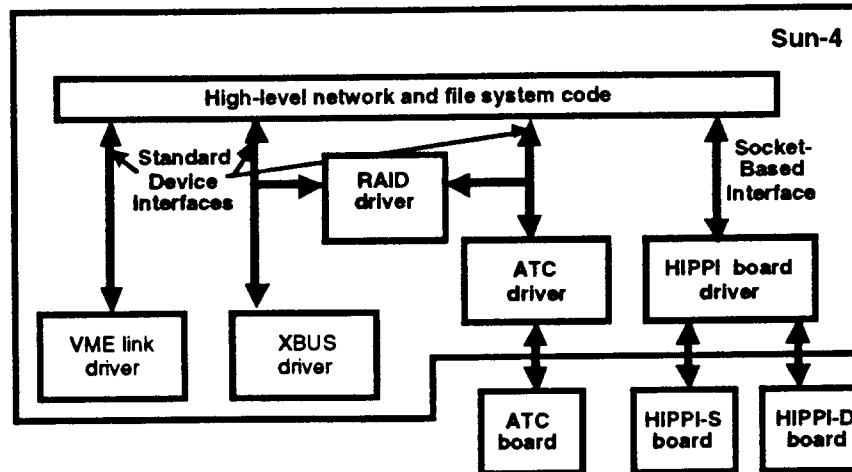 Sun-4
High-level network and file system code
Standard
Device
Interfaces
RAID
driver
Socket-
Based
Interface
ATC
driver
HIPPI board
driver
VME link
driver
XBUS
driver
ATC
board
HIPPI-S
board
HIPPI-D
board